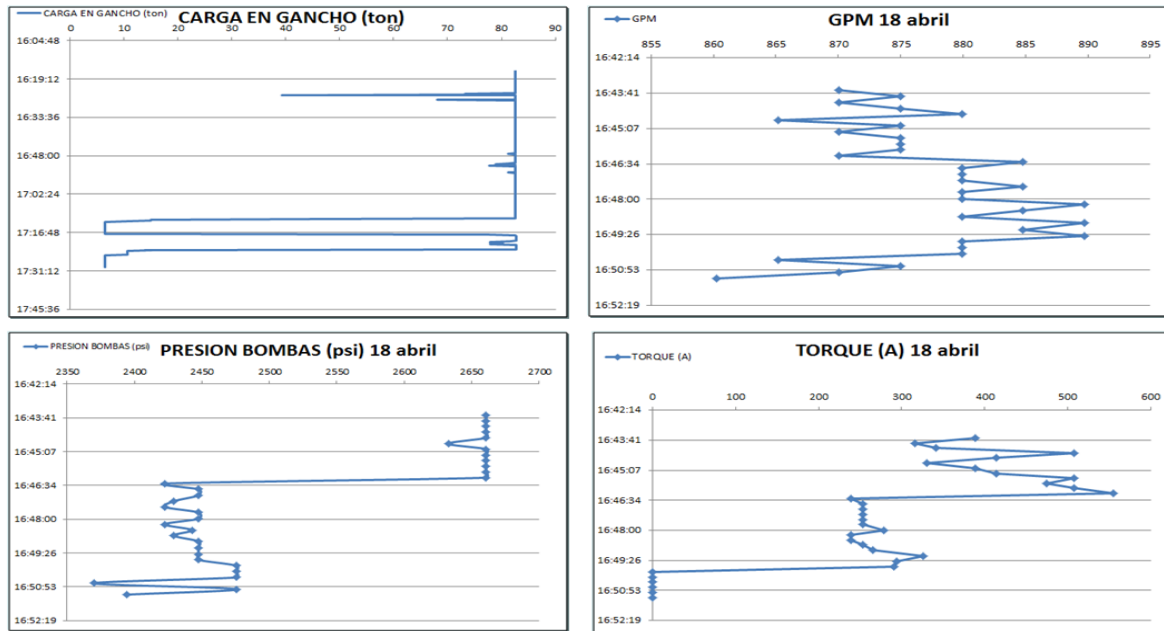 CARGA EN GANCHO (ton)
CARGA EN GANCHO (ton)
0 10 20 30 40 50 60 70 80 90
16:04:48
16:19:12
16:33:36
16:48:00
17:02:24
17:16:48
17:31:12
17:45:36
GPM 18 abril
GPM
855 860 865 870 875 880 885 890 895
16:42:14
16:43:41
16:45:07
16:46:34
16:48:00
16:49:26
16:50:53
16:52:19
PRESION BOMBAS (psi)
PRESION BOMBAS (psi) 18 abril
2350 2400 2450 2500 2550 2600 2650 2700
16:42:14
16:43:41
16:45:07
16:46:34
16:48:00
16:49:26
16:50:53
16:52:19
TORQUE (A) 18 abril
TORQUE (A)
0 100 200 300 400 500 600
16:42:14
16:43:41
16:45:07
16:46:34
16:48:00
16:49:26
16:50:53
16:52:19